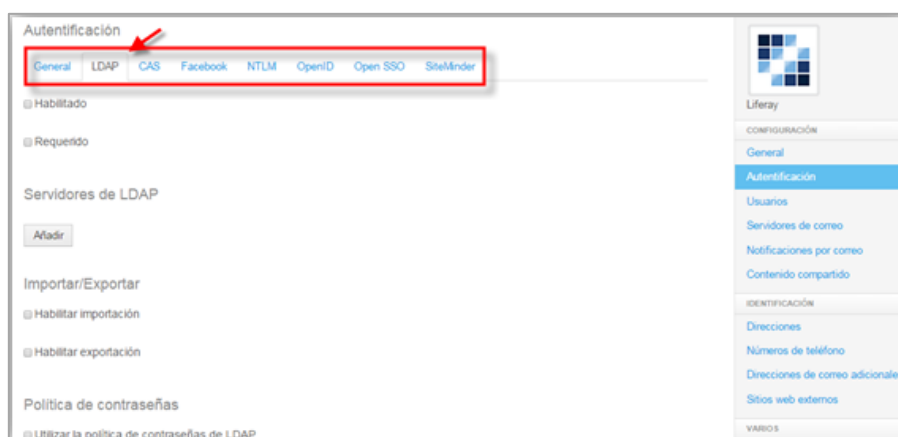 Autentificación
General LDAP CAS Facebook NTLM OpenID Open SSO SiteMinder
Habilitado
Requerido
Servidores de LDAP
Añadir
Importar/Exportar
Habilitar importación
Habilitar exportación
Política de contraseñas
Utilizar la política de contraseñas de LDAP
Liferay
CONFIGURACIÓN
General
Autentificación
Usuarios
Servidores de correo
Notificaciones por correo
Contenido compartido
IDENTIFICACIÓN
Direcciones
Números de teléfono
Direcciones de correo adicionale
Sitios web externos
VARIOS